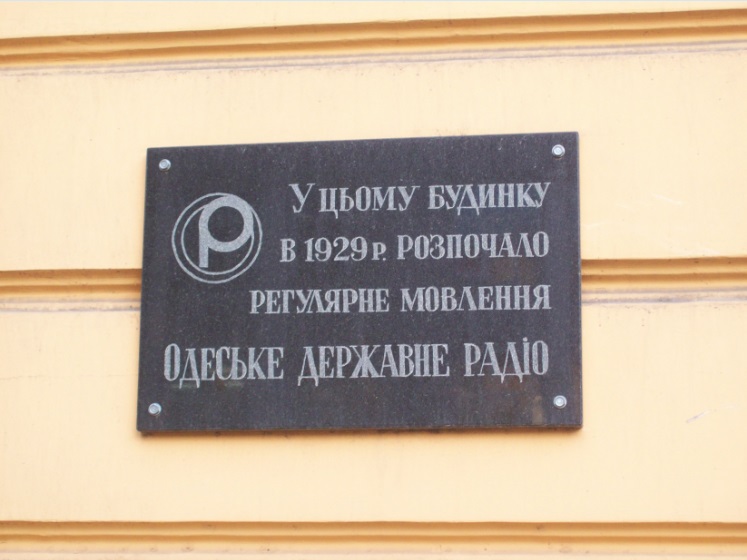 Р
У ЦЬОМУ БУДИНКУ
В 1929 Р. РОЗПОЧАЛО
РЕГУЛЯРНЕ МОВЛЕННЯ
ОДЕСЬКЕ ДЕРЖАВНЕ РАДІО